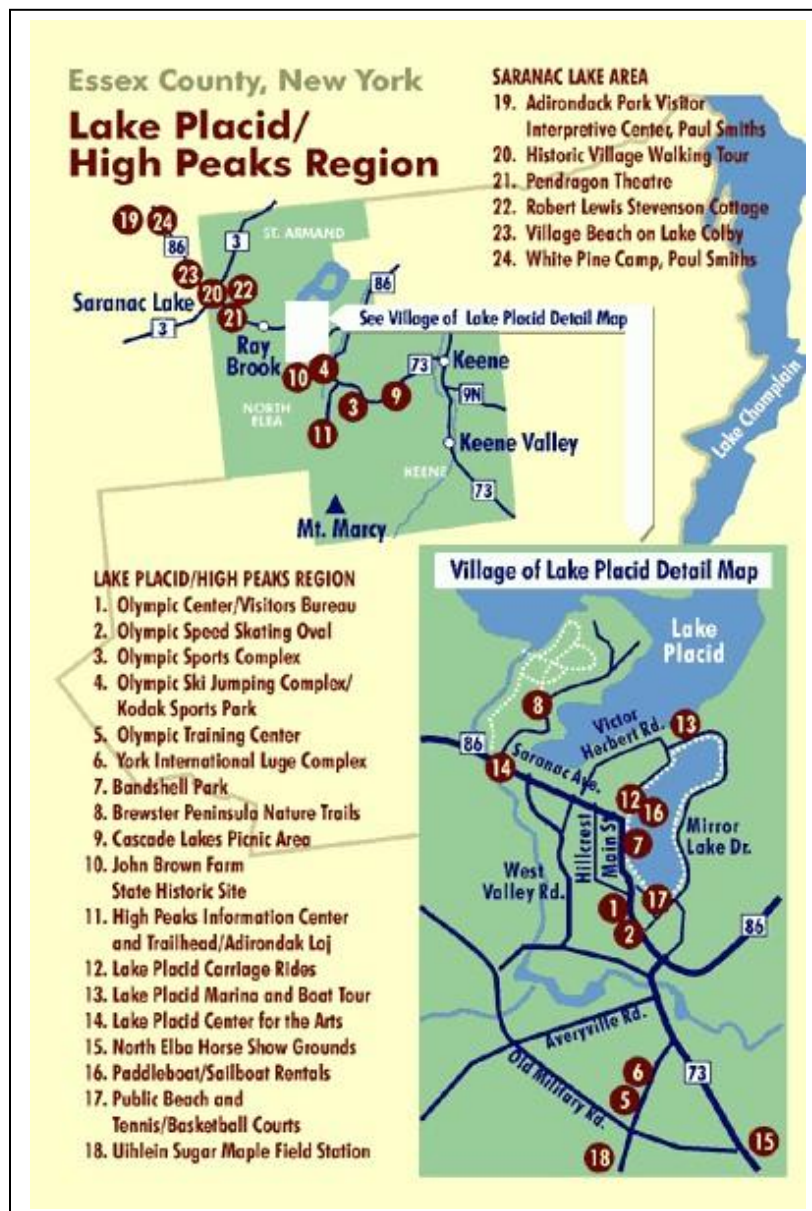 Essex County, New York
Lake Placid/
High Peaks Region
SARANAC LAKE AREA
19. Adirondack Park Visitor
Interpretive Center, Paul Smiths
20. Historic Village Walking Tour
21. Pendragon Theatre
22. Robert Lewis Stevenson Cottage
23. Village Beach on Lake Colby
24. White Pine Camp, Paul Smiths
19
24
86
3
ST. ARMAND
23
86
20
22
Saranac Lake
21
3
Ray
Brook
See Village of Lake Placid Detail Map
10
4
73
Keene
NORTH
ELBA
3
9
9N
11
Keene Valley
KEENE
73
Mt. Marcy
Lake Champlain
LAKE PLACID/HIGH PEAKS REGION
1. Olympic Center/Visitors Bureau
2. Olympic Speed Skating Oval
3. Olympic Sports Complex
4. Olympic Ski Jumping Complex/
Kodak Sports Park
5. Olympic Training Center
6. York International Luge Complex
7. Bandshell Park
8. Brewster Peninsula Nature Trails
9. Cascade Lakes Picnic Area
10. John Brown Farm
State Historic Site
11. High Peaks Information Center
and Trailhead/Adirondak Loj
12. Lake Placid Carriage Rides
13. Lake Placid Marina and Boat Tour
14. Lake Placid Center for the Arts
15. North Elba Horse Show Grounds
16. Paddleboat/Sailboat Rentals
17. Public Beach and
Tennis/Basketball Courts
18. Uihlein Sugar Maple Field Station
Village of Lake Placid Detail Map
Lake
Placid
8
Victor
Herbert Rd.
13
86
14
Saranac Ave.
12
16
Hillcrest
Main St.
7
Mirror
Lake Dr.
West
Valley Rd.
17
1
2
86
Averyville Rd.
Old Military Rd.
6
5
73
18
15